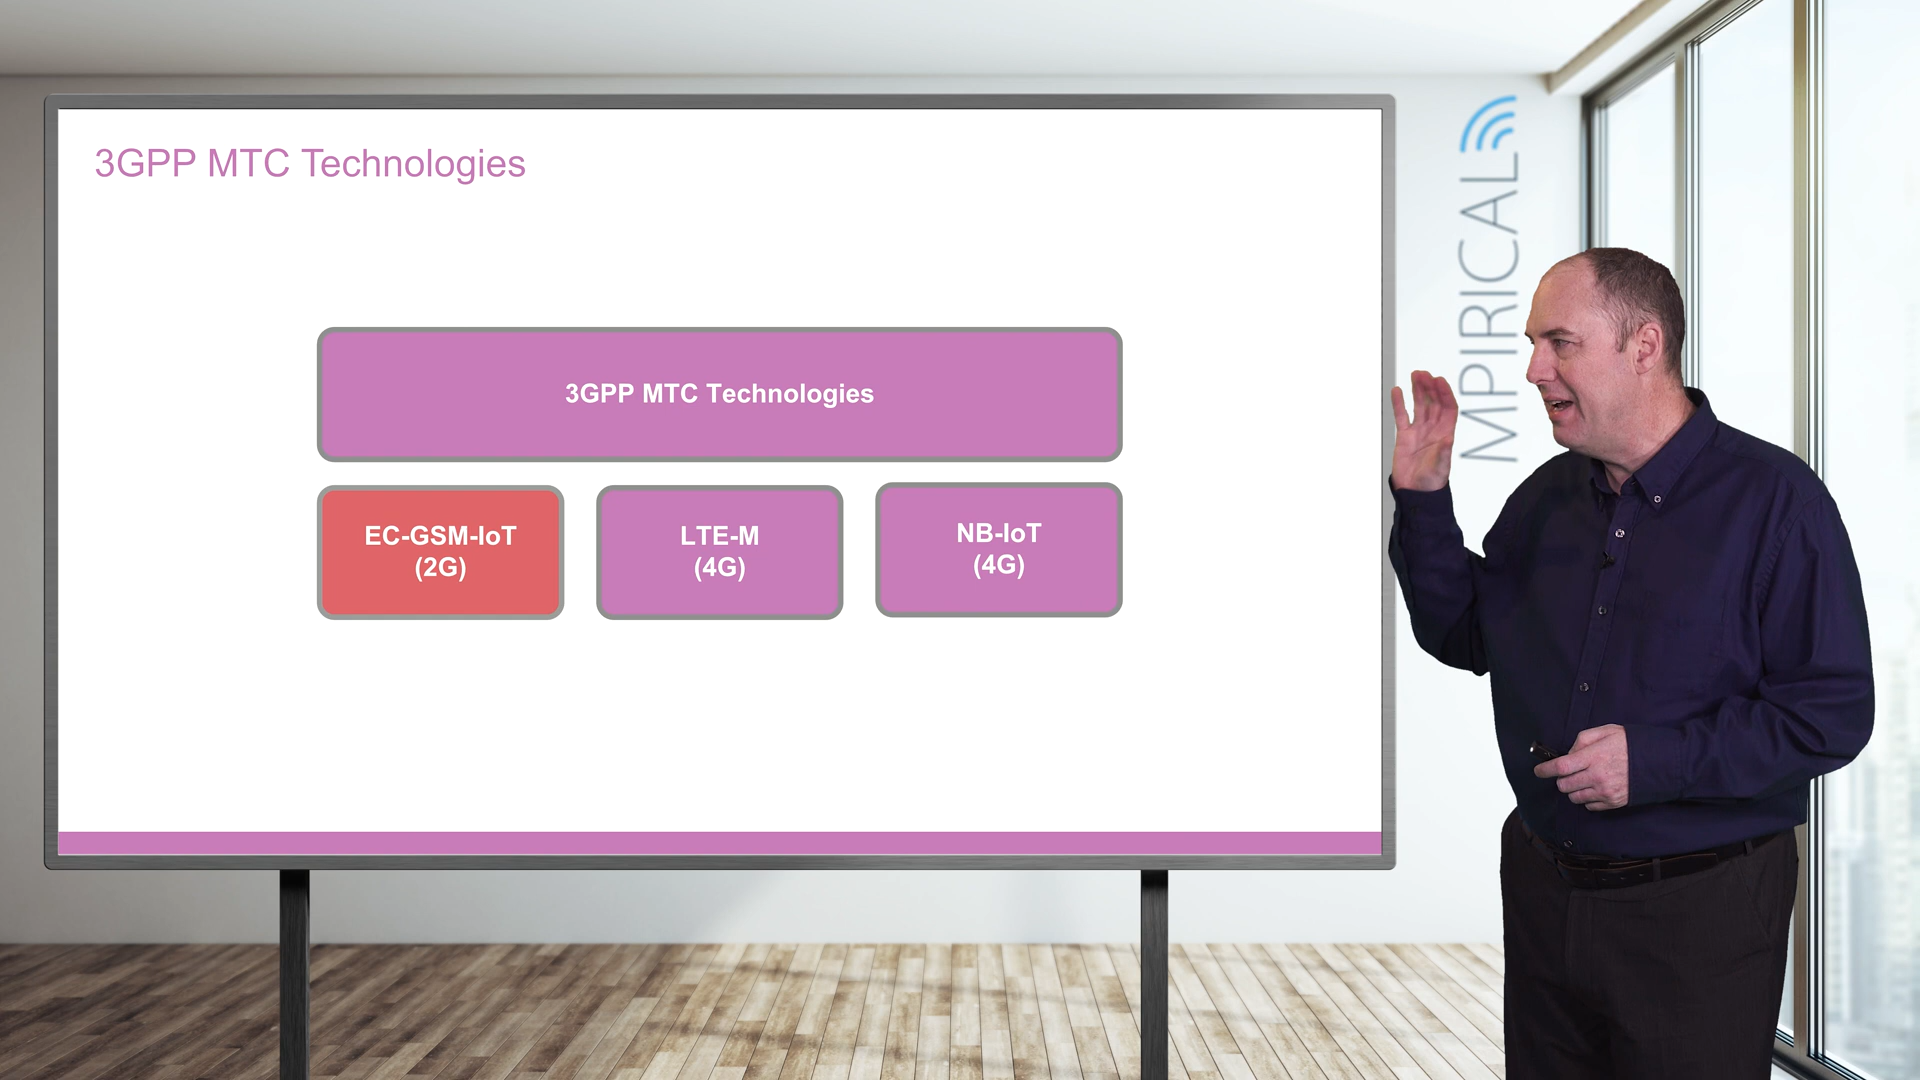 3GPP MTC Technologies
3GPP MTC Technologies
EC-GSM-IoT
(2G)
LTE-M
(4G)
NB-IoT
(4G)
MPIRICAL